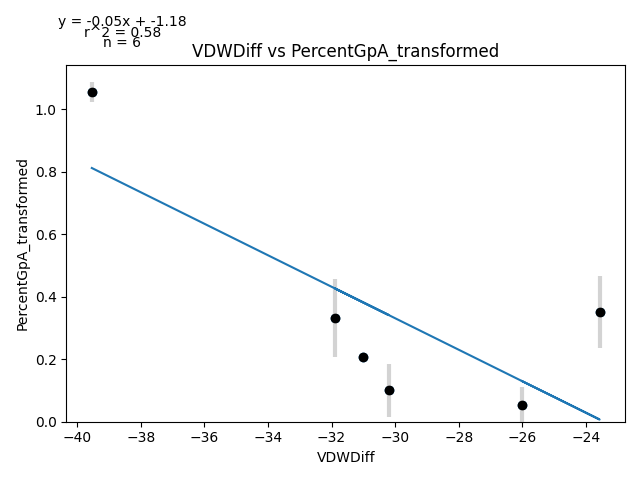 y = -0.05x + -1.18
r^2 = 0.58
n = 6
VDWDiff vs PercentGpA_transformed
1.0
0.8
0.6
0.4
0.2
0.0
PercentGpA_transformed
−40 −38 −36 −34 −32 −30 −28 −26 −24
VDWDiff